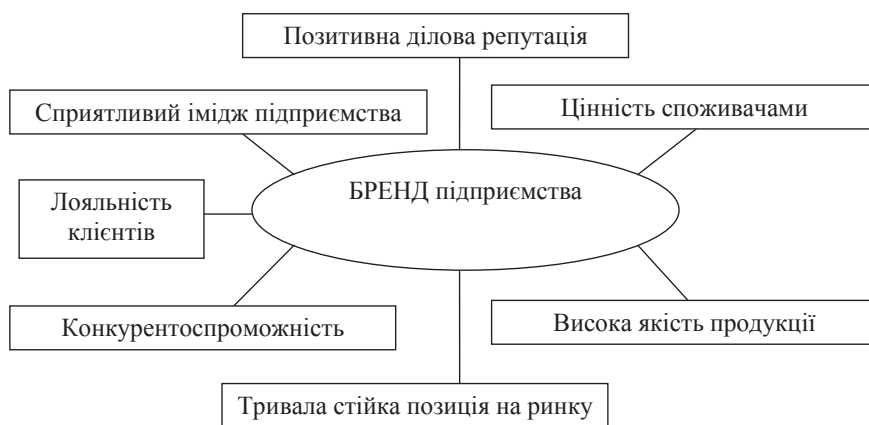 Позитивна ділова репутація
Сприятливий імідж підприємства
Цінність споживачами
БРЕНД підприємства
Лояльність
клієнтів
Конкурентоспроможність
Висока якість продукції
Тривала стійка позиція на ринку